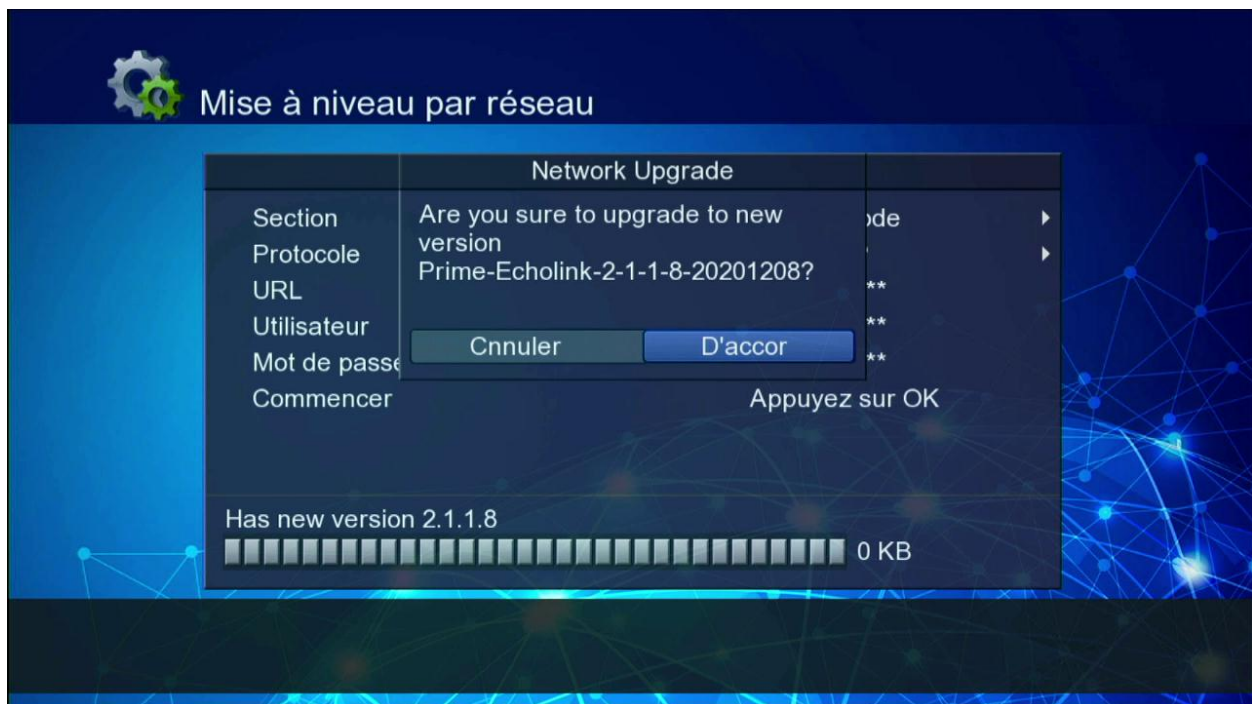 Mise à niveau par réseau
Network Upgrade
Section
Are you sure to upgrade to new
version
Prime-Echolink-2-1-1-8-20201208?
Protocole
URL
**
Utilisateur
**
Mot de passe
**
Cnnuler
D'accor
Commencer
Appuyez sur OK
Has new version 2.1.1.8
0 KB